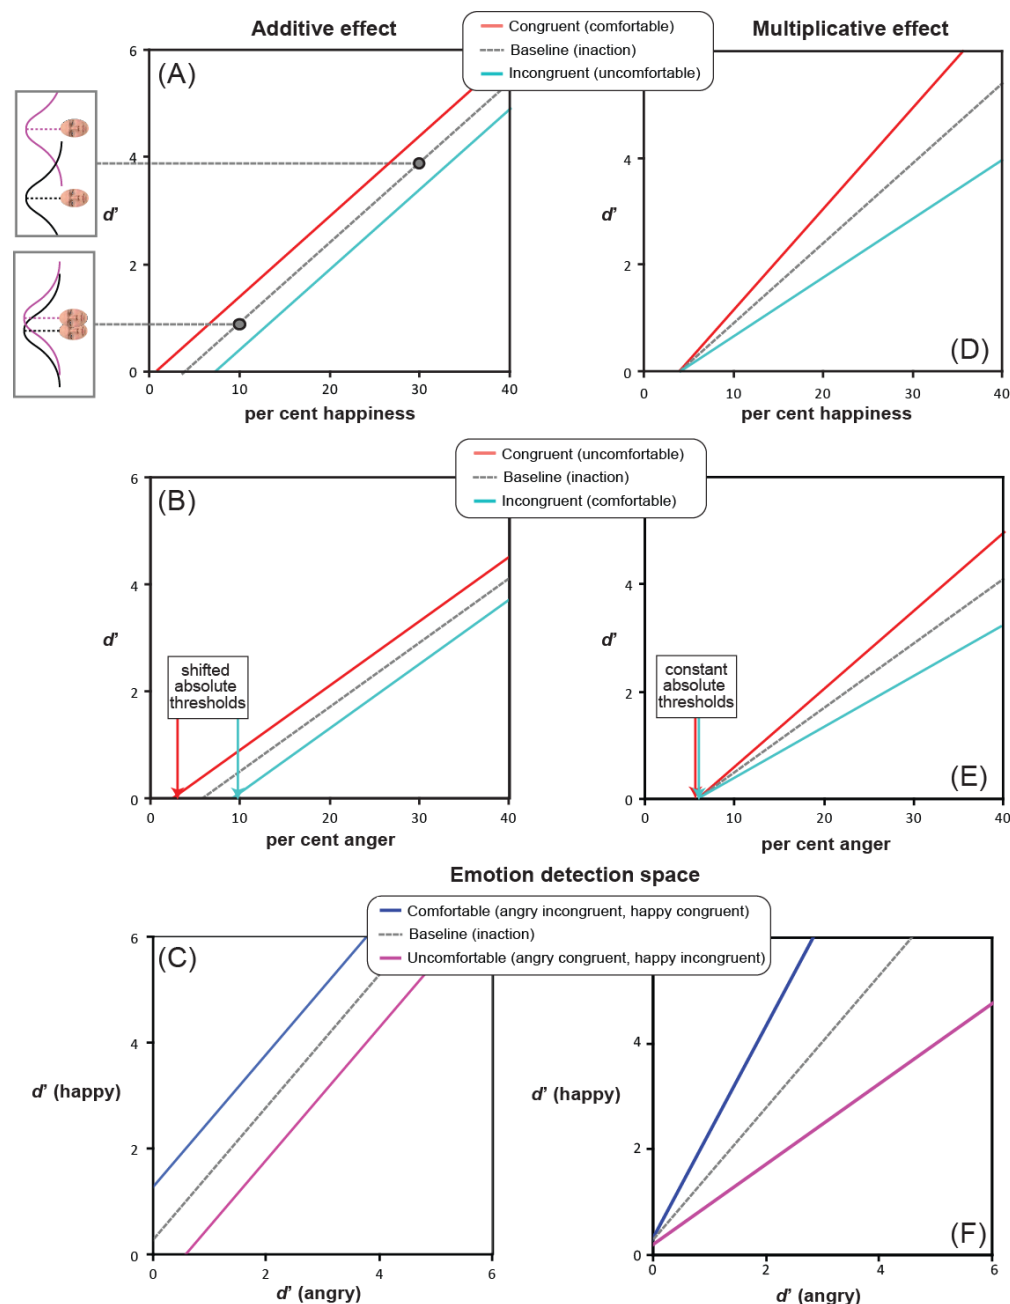 Additive effect
Multiplicative effect
Congruent (comfortable)
Baseline (inaction)
Incongruent (uncomfortable)
(A)
6
4
d’
2
0
0
10
20
30
40
per cent happiness
d’
4
2
0
(D)
0
10
20
30
40
per cent happiness
Congruent (uncomfortable)
Baseline (inaction)
Incongruent (comfortable)
(B)
6
4
d’
2
0
shifted
absolute
thresholds
0
10
20
30
40
per cent anger
d’
4
2
0
constant
absolute
thresholds
(E)
0
10
20
30
40
per cent anger
Emotion detection space
Comfortable (angry incongruent, happy congruent)
Baseline (inaction)
Uncomfortable (angry congruent, happy incongruent)
(C)
6
4
d’ (happy)
2
0
0
2
4
6
d’ (angry)
4
d’ (happy)
2
0
(F)
0
2
4
6
d’ (angry)